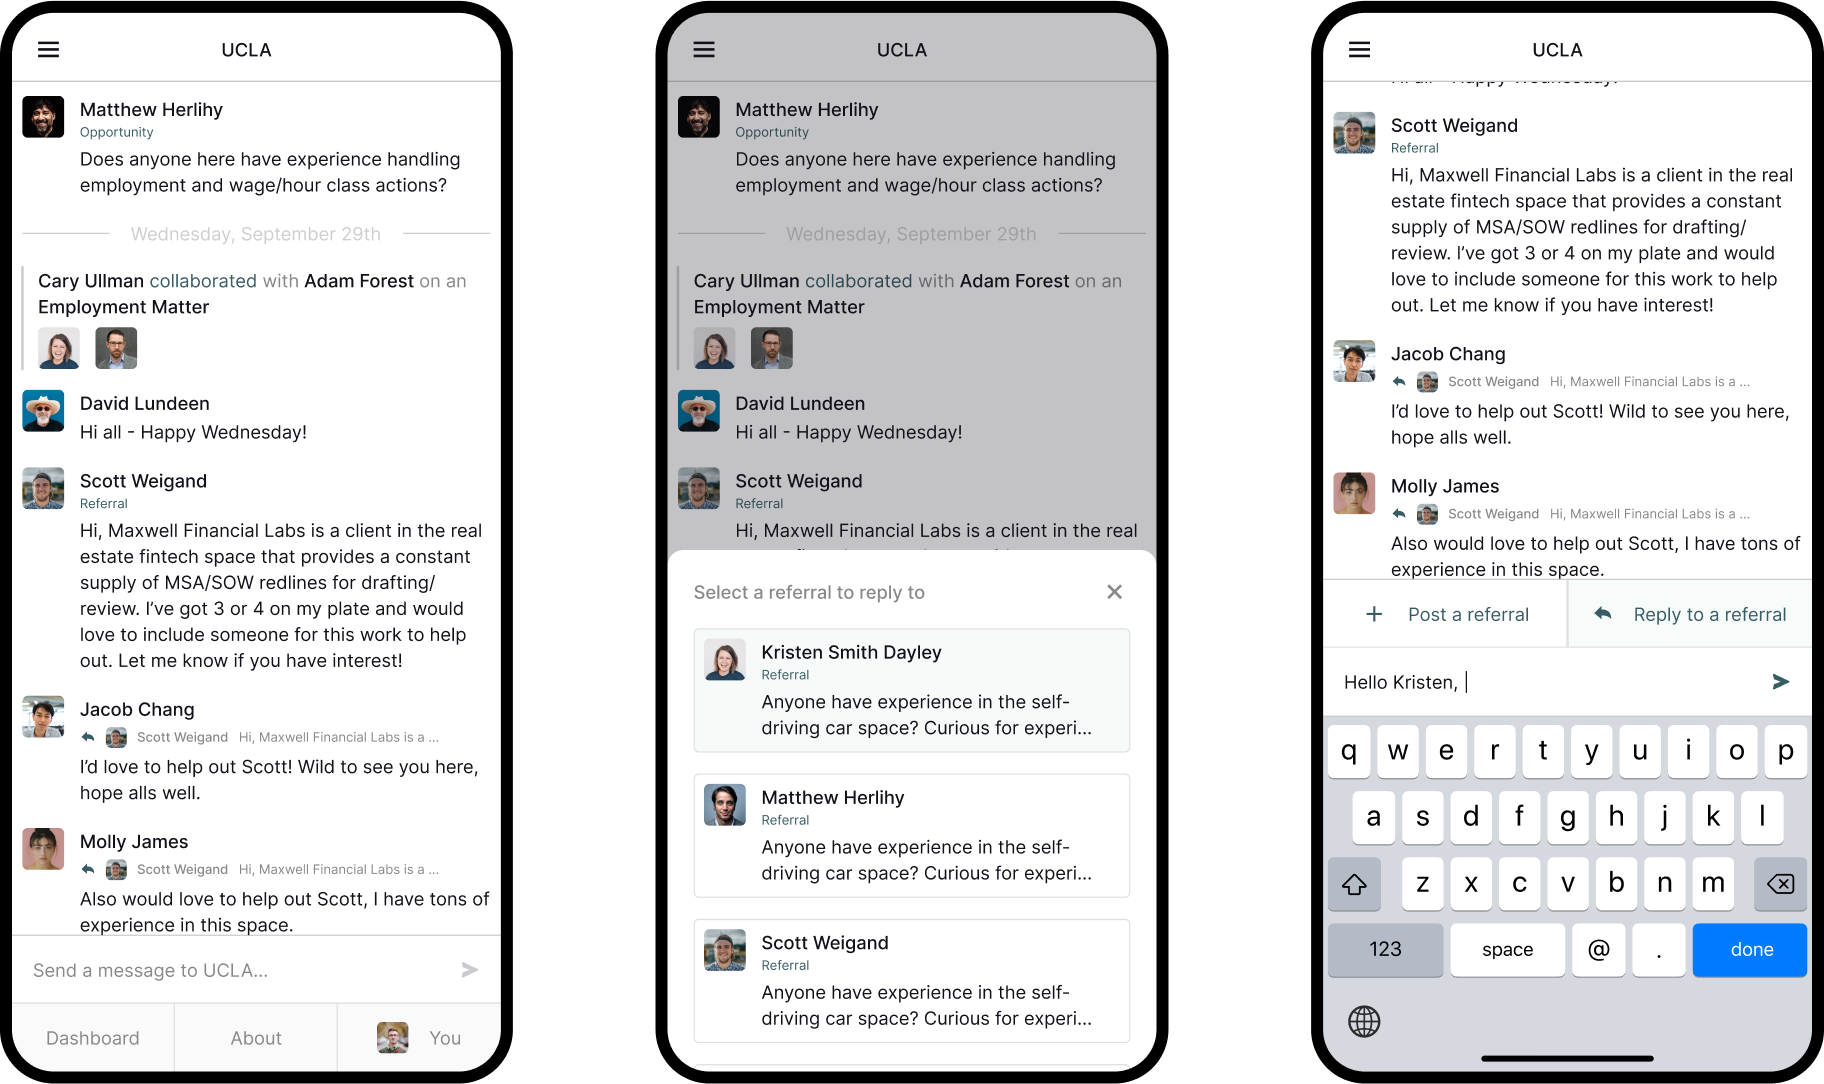 UCLA
Matthew Herlihy
Opportunity
Does anyone here have experience handling
employment and wage/hour class actions?
Wednesday, September 29th
Cary Ullman collaborated with Adam Forest on an
Employment Matter
David Lundeen
Hi all - Happy Wednesday!
Scott Weigand
Referral
Hi, Maxwell Financial Labs is a client in the real
estate fintech space that provides a constant
supply of MSA/SOW redlines for drafting/
review. I've got 3 or 4 on my plate and would
love to include someone for this work to help
out. Let me know if you have interest!
Jacob Chang
Scott Weigand Hi, Maxwell Financial Labs is a ...
I'd love to help out Scott! Wild to see you here,
hope alls well.
Molly James
Scott Weigand Hi, Maxwell Financial Labs is a ...
Also would love to help out Scott, I have tons of
experience in this space.
Send a message to UCLA...
Dashboard About You
UCLA
Matthew Herlihy
Opportunity
Does anyone here have experience handling
employment and wage/hour class actions?
Wednesday, September 29th
Cary Ullman collaborated with Adam Forest on an
Employment Matter
David Lundeen
Hi all - Happy Wednesday!
Scott Weigand
Referral
Hi, Maxwell Financial Labs is a client in the real
Select a referral to reply to
Kristen Smith Dayley
Referral
Anyone have experience in the self-
driving car space? Curious for experi...
Matthew Herlihy
Referral
Anyone have experience in the self-
driving car space? Curious for experi...
Scott Weigand
Referral
Anyone have experience in the self-
driving car space? Curious for experi...
UCLA
Hi all - Happy Wednesday!
Scott Weigand
Referral
Hi, Maxwell Financial Labs is a client in the real
estate fintech space that provides a constant
supply of MSA/SOW redlines for drafting/
review. I've got 3 or 4 on my plate and would
love to include someone for this work to help
out. Let me know if you have interest!
Jacob Chang
Scott Weigand Hi, Maxwell Financial Labs is a ...
I'd love to help out Scott! Wild to see you here,
hope alls well.
Molly James
Scott Weigand Hi, Maxwell Financial Labs is a ...
Also would love to help out Scott, I have tons of
experience in this space.
+ Post a referral Reply to a referral
Hello Kristen,
q w e r t y u i o p
a s d f g h j k l
z x c v b n m
123 space @ . done